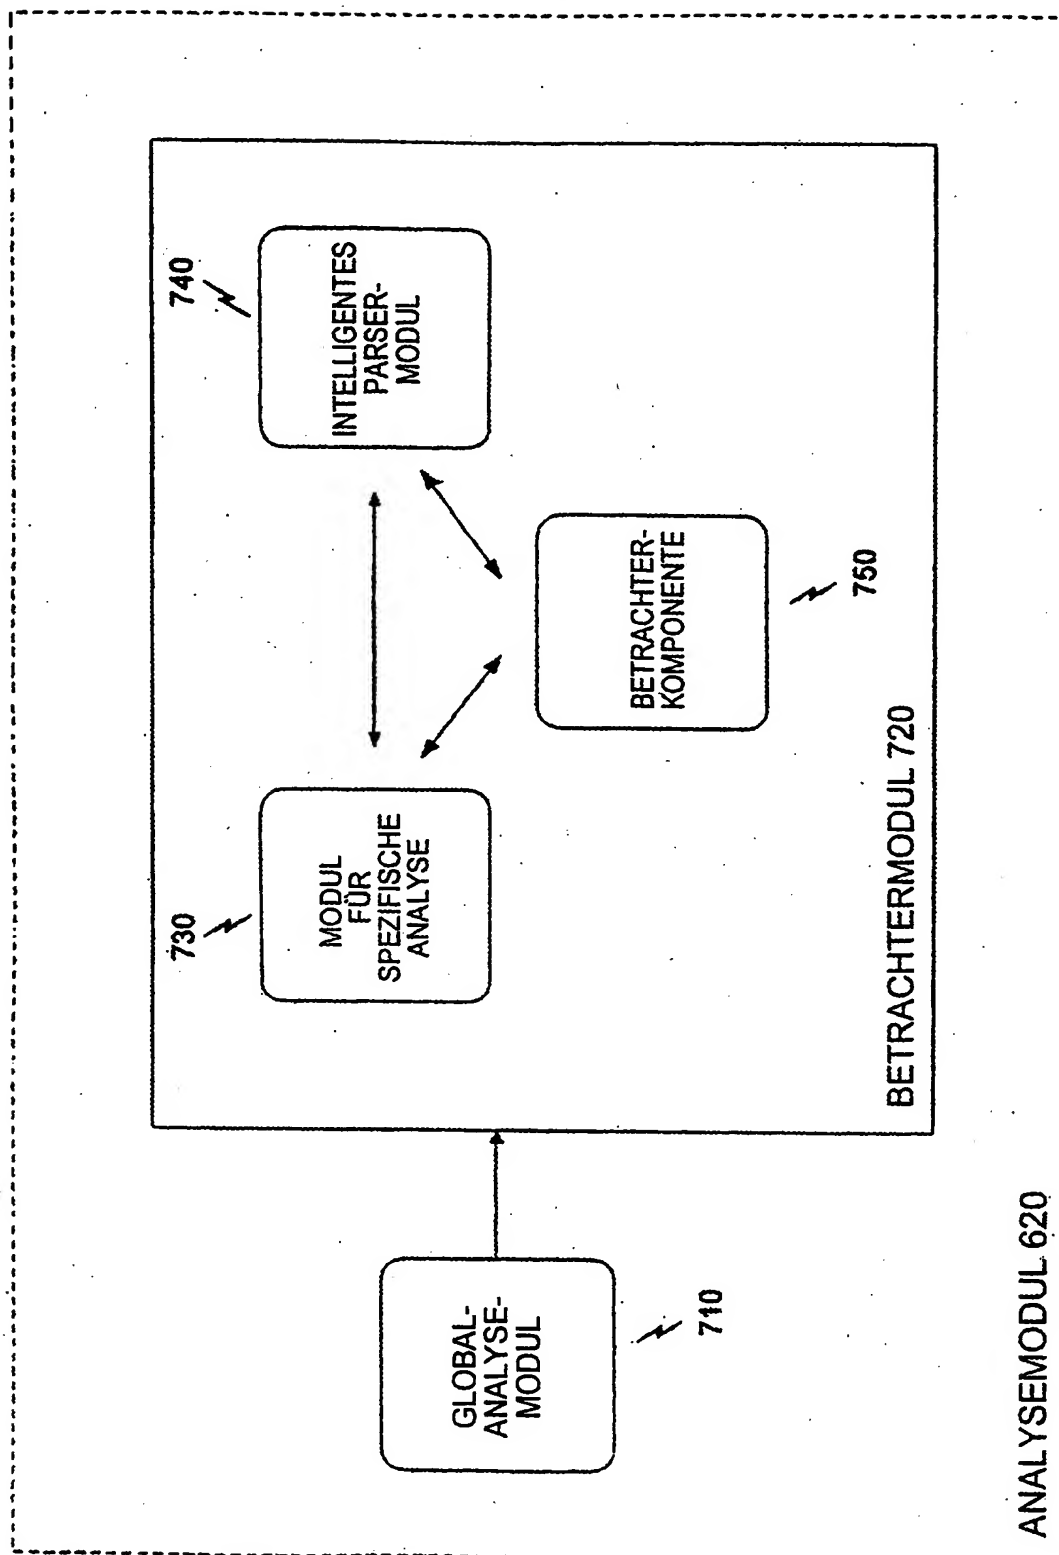 730
MODUL
FÜR
SPEZIFISCHE
ANALYSE
740
INTELLIGENTES
PARSER-
MODUL
GLOBAL-
ANALYSE-
MODUL
710
BETRACHTER-
KOMPONENTE
750
BETRACHTERMODUL 720
ANALYSEMODUL 620